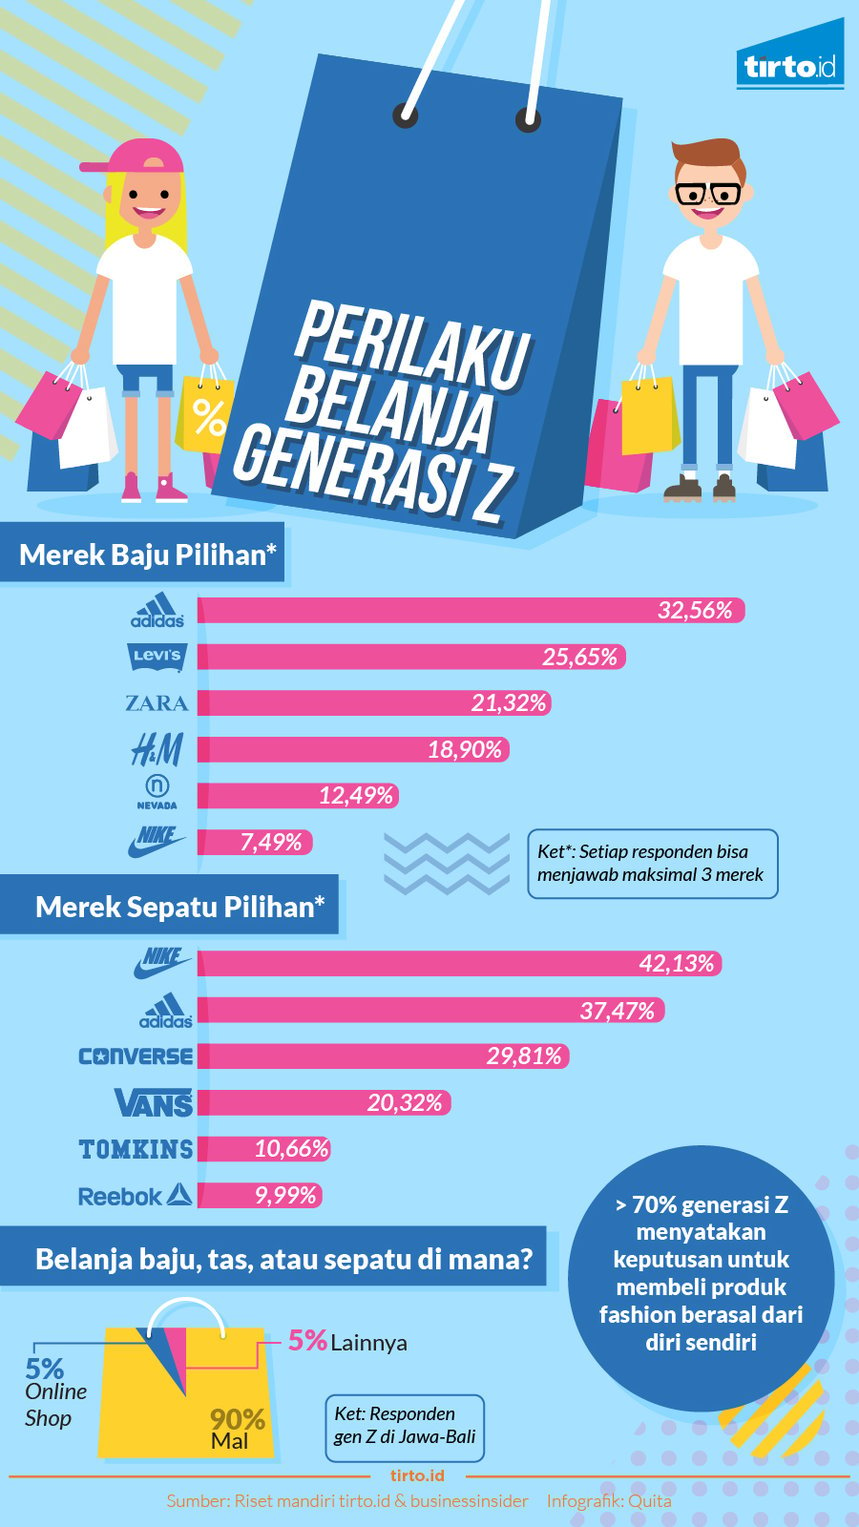 tirto.id
PERILAKU
BELANJA
GENERASI Z
%
Merek Baju Pilihan*
adidas 32,56%
LEVI'S 25,65%
ZARA 21,32%
H&M 18,90%
n
NEVADA 12,49%
NIKE 7,49%
Ket*: Setiap responden bisa
menjawab maksimal 3 merek
Merek Sepatu Pilihan*
NIKE 42,13%
adidas 37,47%
CONVERSE 29,81%
VANS 20,32%
TOMKINS 10,66%
Reebok 9,99%
> 70% generasi Z
menyatakan
keputusan untuk
membeli produk
fashion berasal dari
diri sendiri
Belanja baju, tas, atau sepatu di mana?
5% Lainnya
5%
Online
Shop
90%
Mal
Ket: Responden
gen Z di Jawa-Bali
tirto.id
Sumber: Riset mandiri tirto.id & businessinsider Infografik: Quita